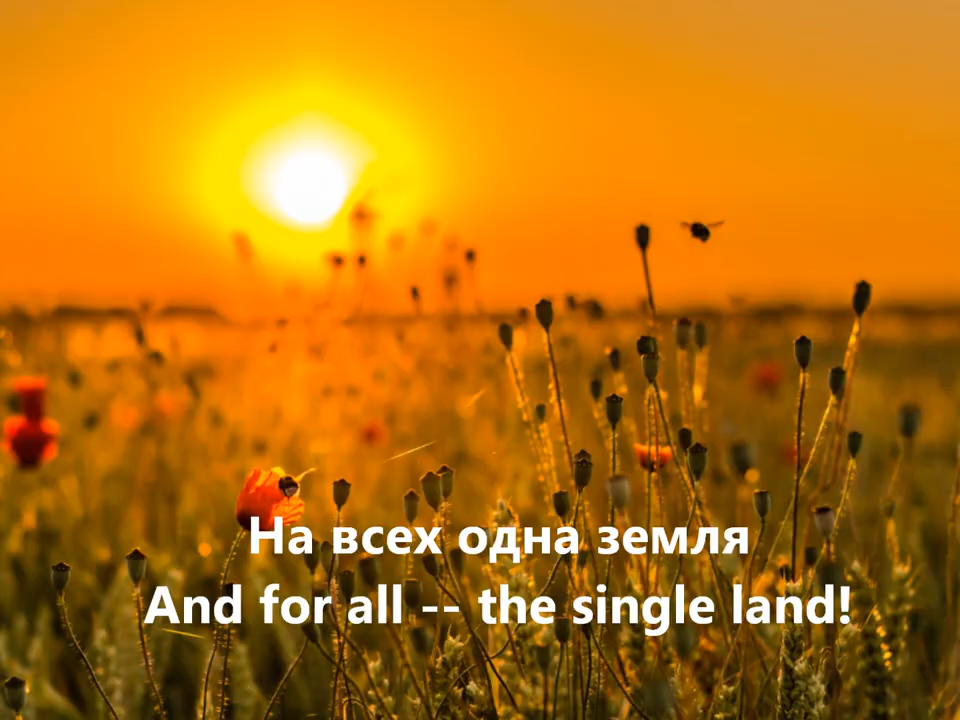 На всех одна земля
And for all -- the single land!